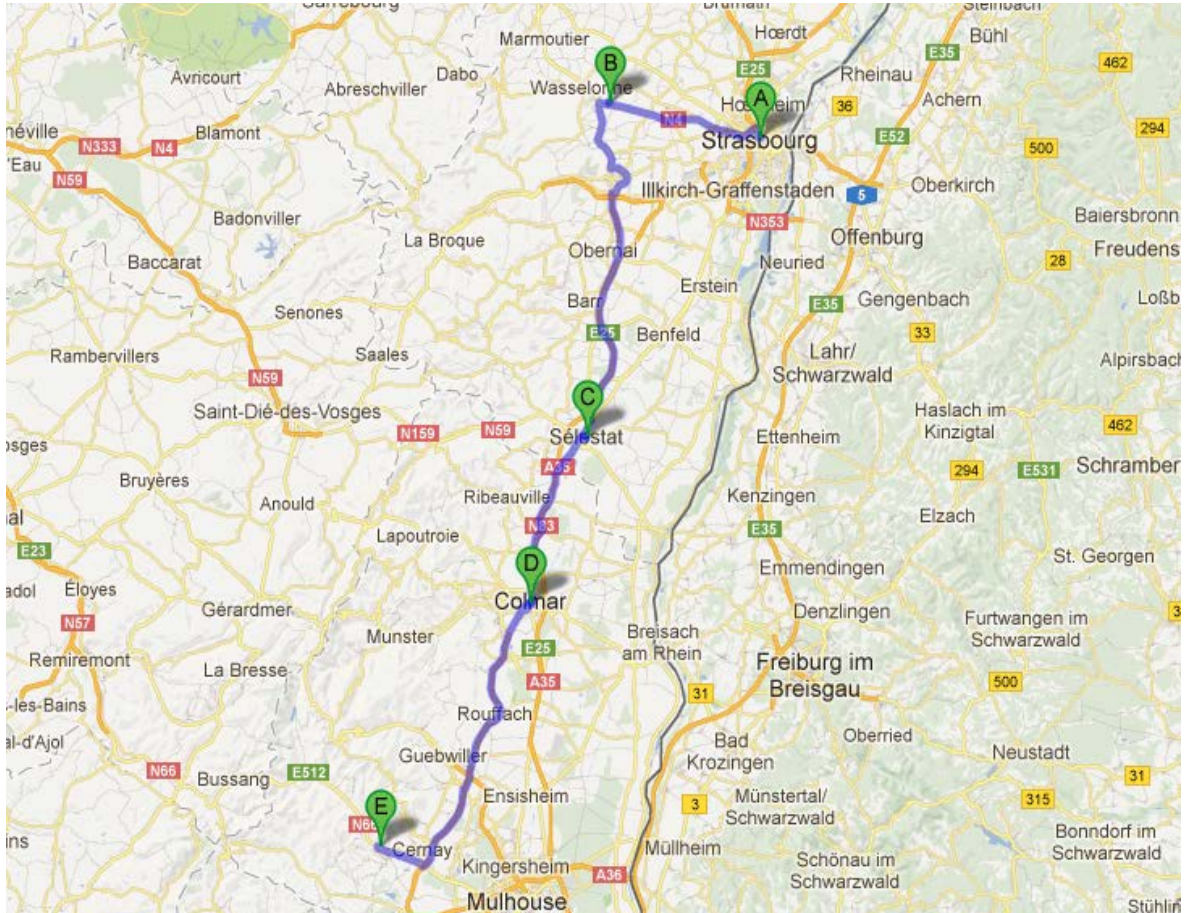 Marmoutier
Hœrdt
Steinbach
Bühl
E35
462
Avricourt
Abreschviller
Dabo
B
E25
Rheinau
Wasselonne
A
36
Achern
Blamont
Strasbourg
E52
294
N333
N4
500
N59
Illkirch-Graffenstaden
5
Oberkirch
Badonviller
N353
Baiersbronn
La Broque
Obernai
Offenburg
Freudens
Baccarat
Neuried
28
Erstein
E35
Gengenbach
Barr
Loßb
Senones
E25
Benfeld
33
Rambervillers
Saales
Lahr/
Schwarzwald
Alpirsbach
N59
C
Saint-Dié-des-Vosges
Haslach im
Kinzigtal
N159
N59
Sélestat
Ettenheim
462
A35
294
E531
Schramber
Bruyères
Anould
Ribeauville
Kenzingen
N83
E35
Elzach
Lapoutroie
E23
D
Emmendingen
St. Georgen
Éloyes
Colmar
Gérardmer
Denzlingen
Furtwangen im
Schwarzwald
N57
Munster
E25
Breisach
am Rhein
Remiremont
La Bresse
A35
Freiburg im
Breisgau
31
500
s-les-Bains
Rouffach
al-d'Ajol
Bad
Krozingen
Oberried
Guebwiller
Neustadt
N66
Bussang
E512
31
Ensisheim
Münstertal/
Schwarzwald
3
315
E
N66
Bonndorf im
Schwarzwald
Cernay
Müllheim
Kingersheim
Schönau im
Schwarzwald
A36
Mulhouse